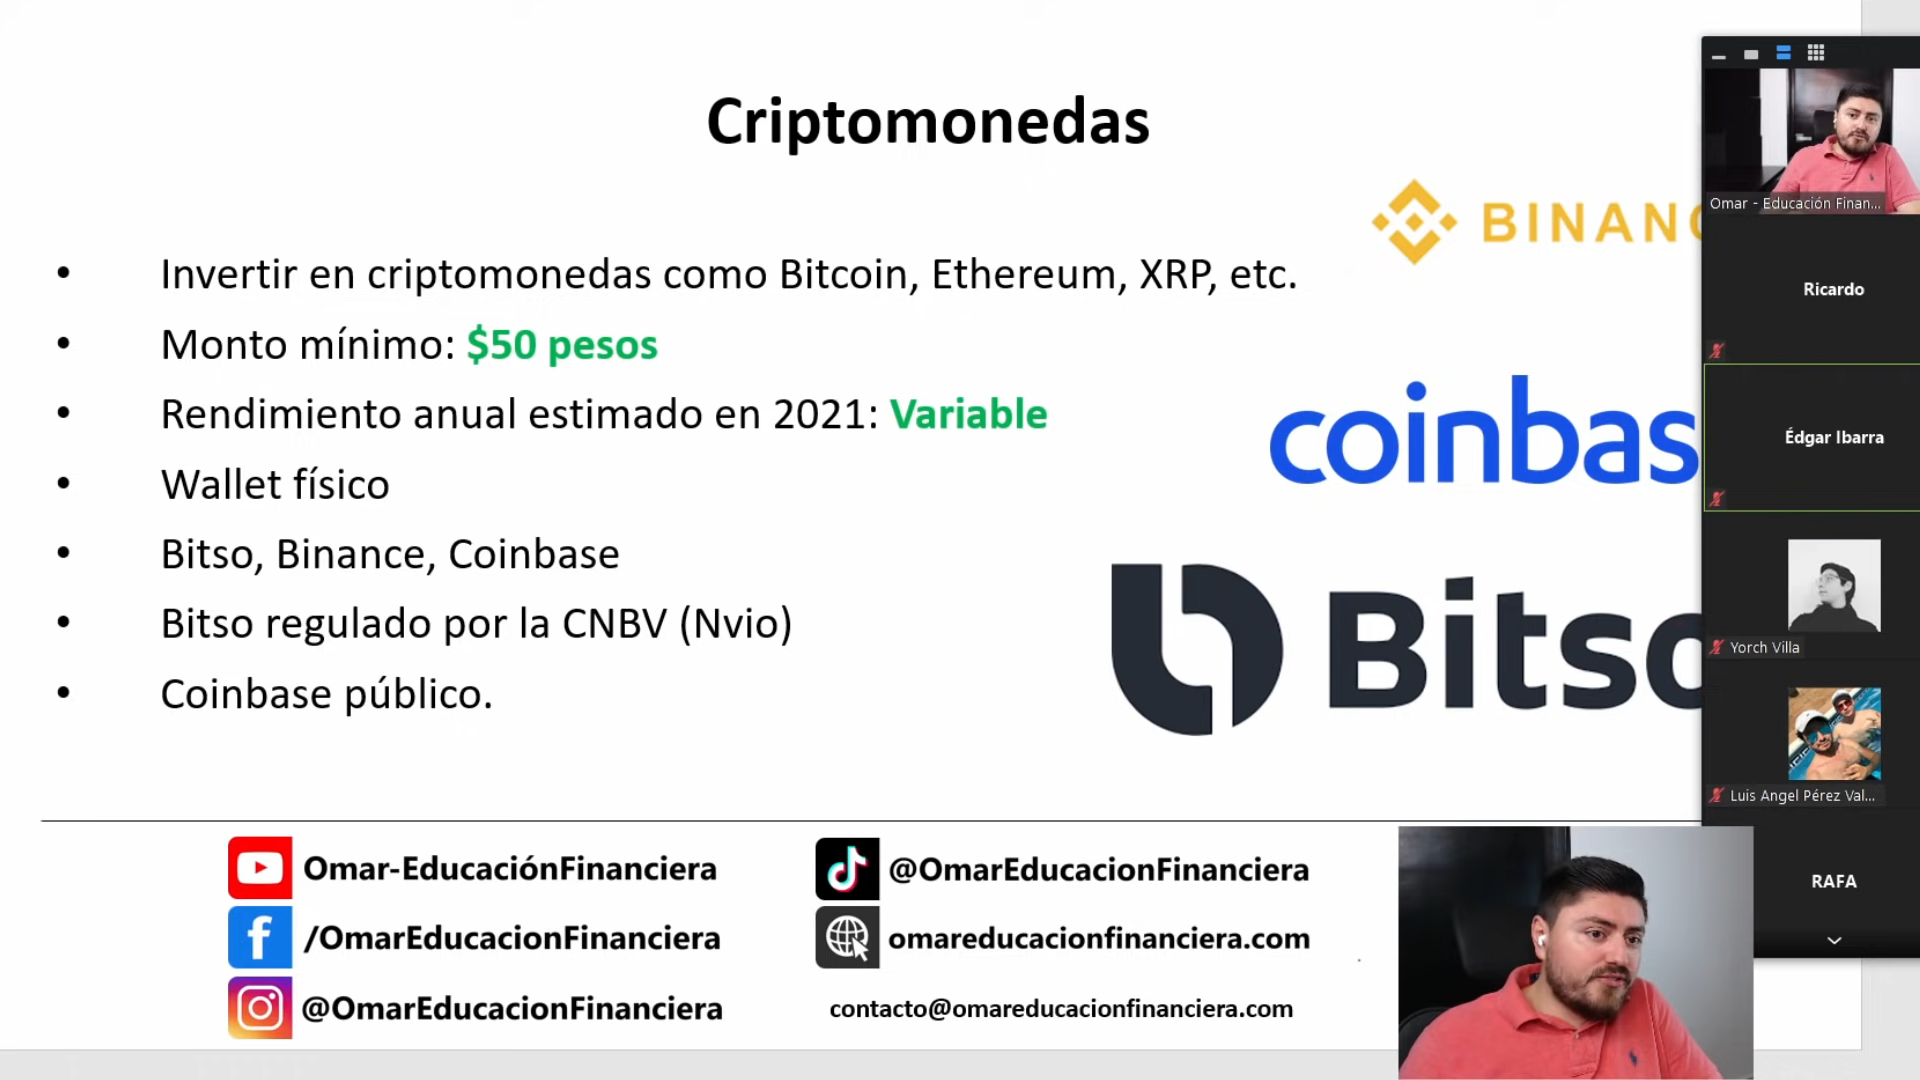 Criptomonedas
BINANC
• Invertir en criptomonedas como Bitcoin, Ethereum, XRP, etc.
• Monto mínimo: $50 pesos
• Rendimiento anual estimado en 2021: Variable
• Wallet físico
• Bitso, Binance, Coinbase
• Bitso regulado por la CNBV (Nvio)
• Coinbase público.
coinbas
Bitso
Omar-EducaciónFinanciera
/OmarEducacionFinanciera
@OmarEducacionFinanciera
@OmarEducacionFinanciera
omareducacionfinanciera.com
contacto@omareducacionfinanciera.com
Omar - Educación Finan...
Ricardo
Édgar Ibarra
Yorch Villa
Luis Angel Pérez Val...
RAFA